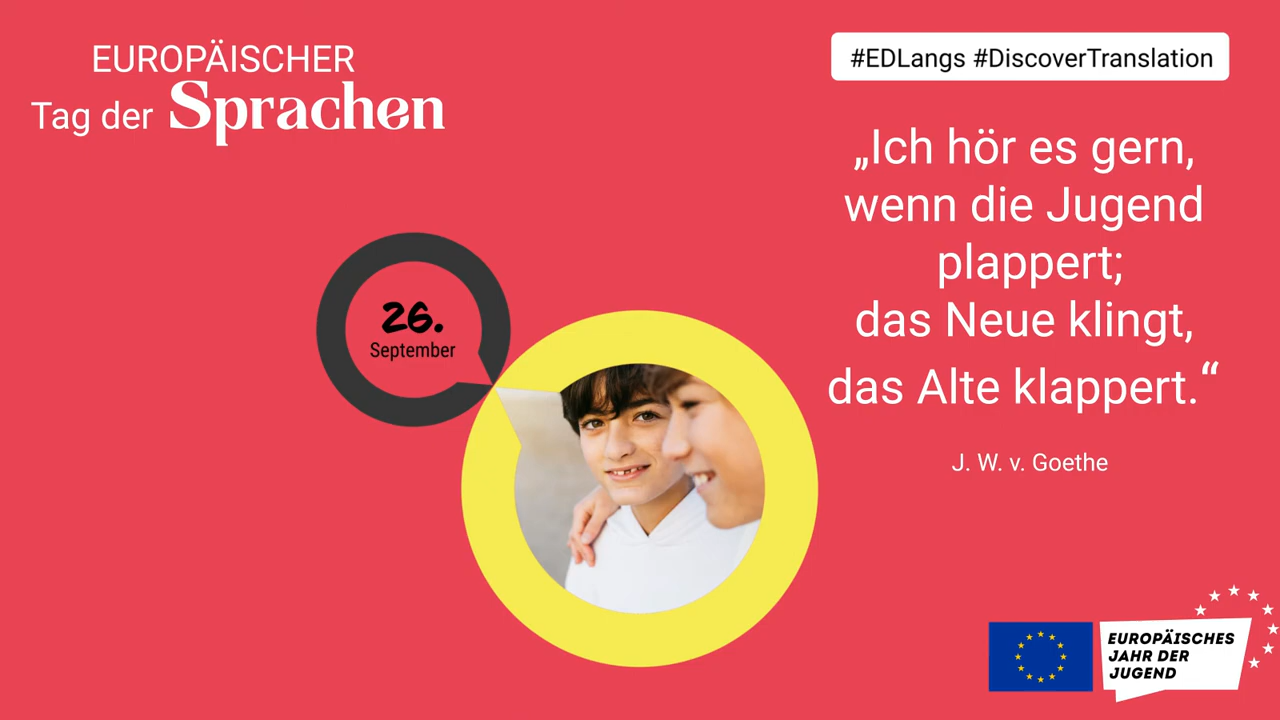 EUROPÄISCHER
Tag der Sprachen
#EDLangs #DiscoverTranslation
„Ich hör es gern,
wenn die Jugend
plappert;
das Neue klingt,
das Alte klappert.“
J. W. v. Goethe
26.
September
EUROPÄISCHES
JAHR DER
JUGEND